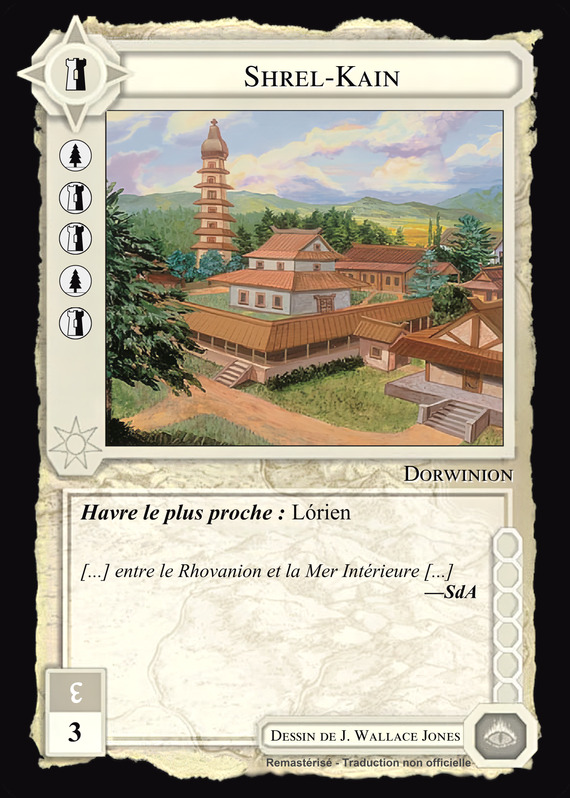 Shrel-Kain
Dorwinion
Havre le plus proche : Lórien
[...] entre le Rhovanion et la Mer Intérieure [...]
—SdA
3
Dessin de J. Wallace Jones
Remastérisé - Traduction non officielle